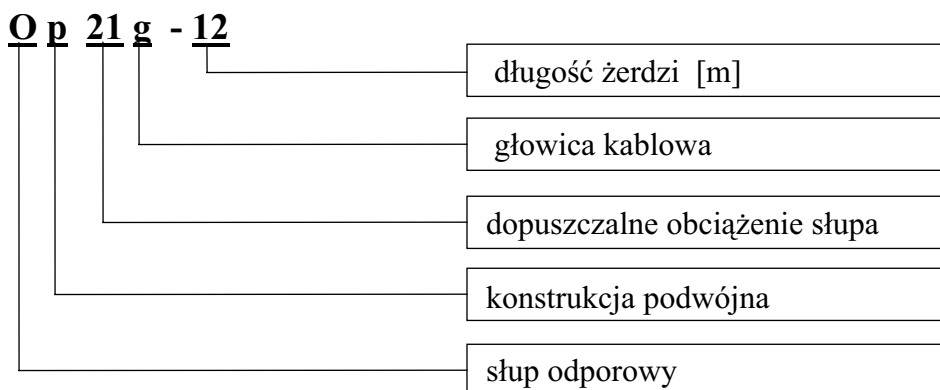 O p 21 g - 12
długość żerdzi [m]
głowica kablowa
dopuszczalne obciążenie słupa
konstrukcja podwójna
słup odporowy